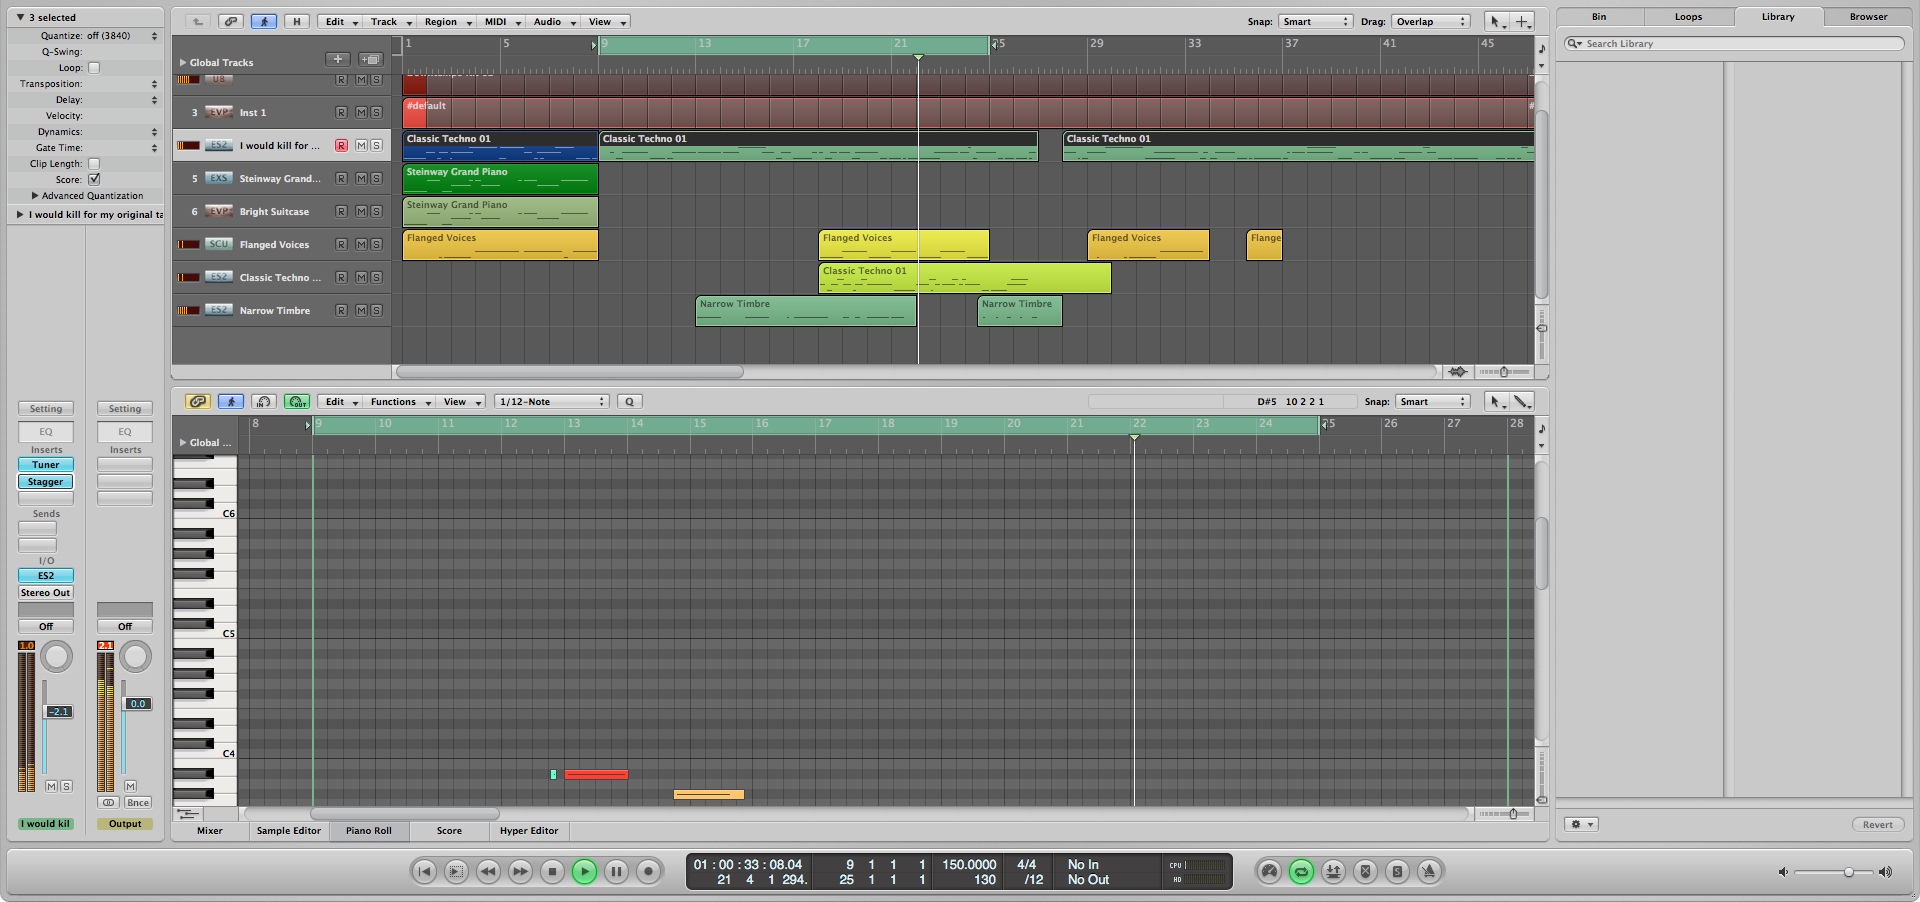 3 selected
Quantize: off (3840)
Q-Swing:
Loop:
Transposition:
Delay:
Velocity:
Dynamics:
Gate Time:
Clip Length:
Score:
Advanced Quantization
I would kill for my original ta
Setting Setting
EQ EQ
Inserts Inserts
Tuner
Stagger
Sends
I/O
ES2
Stereo Out
Off Off
1.0 2.1
-2.1 0.0
M S M
Bnce
I would kil Output
H Edit Track Region MIDI Audio View Snap: Smart Drag: Overlap
1 5 9 13 17 21 25 29 33 37 41 45
Global Tracks
UB R M S
3 EVP Inst 1 R M S #default #
ES2 I would kill for ... R M S Classic Techno 01 Classic Techno 01 Classic Techno 01
5 EXS Steinway Grand... R M S Steinway Grand Piano
6 EVP Bright Suitcase R M S Steinway Grand Piano
SCU Flanged Voices R M S Flanged Voices Flanged Voices Flanged Voices Flange
ES2 Classic Techno ... R M S Classic Techno 01
ES2 Narrow Timbre R M S Narrow Timbre Narrow Timbre
IN OUT Edit Functions View 1/12-Note Q D#5 10 2 2 1 Snap: Smart
8 9 10 11 12 13 14 15 16 17 18 19 20 21 22 23 24 25 26 27 28
Global ...
C6
C5
C4
Mixer Sample Editor Piano Roll Score Hyper Editor
01 : 00 : 33 : 08.04 9 1 1 1 150.0000 4/4 No In CPU
21 4 1 294. 25 1 1 1 130 /12 No Out HD
S
Bin Loops Library Browser
Search Library
Revert